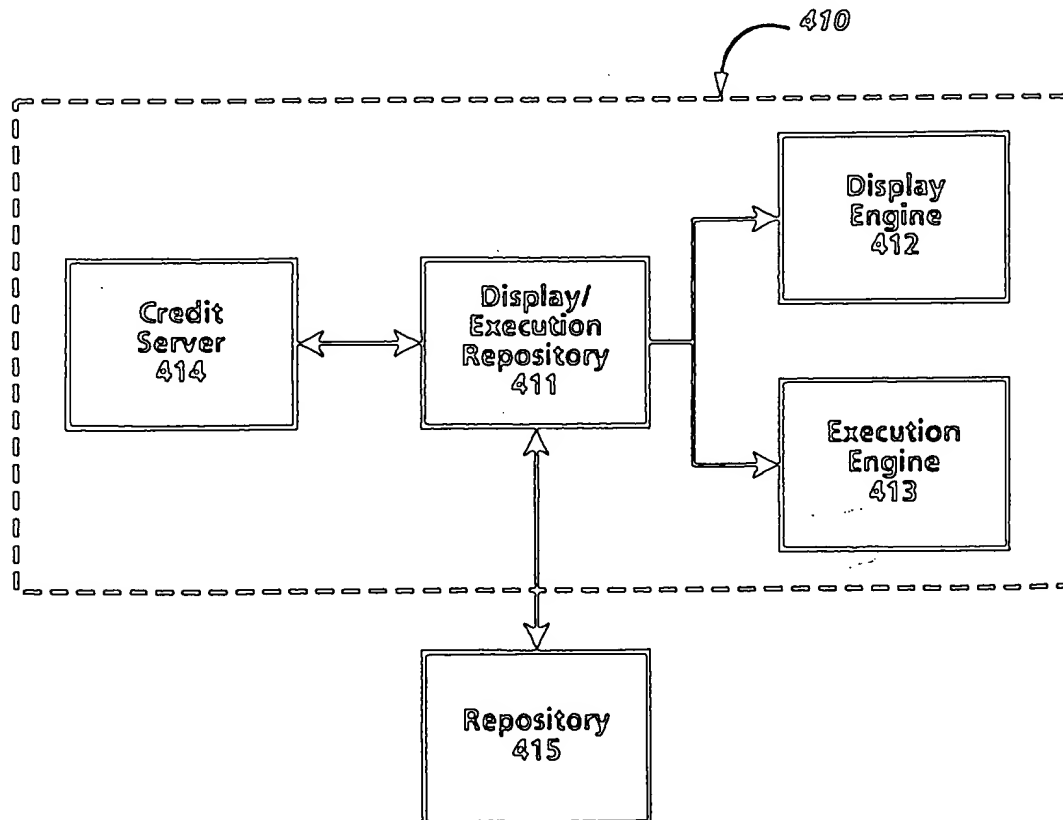 410
Display
Engine
412
Credit
Server
414
Display/
Execution
Repository
411
Execution
Engine
413
Repository
415